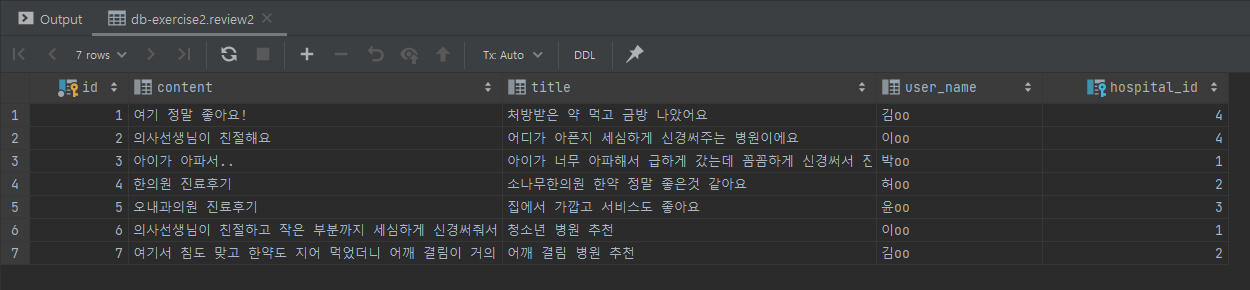 Output db-exercise2.review2
7 rows Tx: Auto DDL
id content title user_name hospital_id
1 1 여기 정말 좋아요! 처방받은 약 먹고 금방 나았어요 김oo 4
2 2 의사선생님이 친절해요 어디가 아픈지 세심하게 신경써주는 병원이에요 이oo 4
3 3 아이가 아파서.. 아이가 너무 아파해서 급하게 갔는데 꼼꼼하게 신경써서 진 박oo 1
4 4 한의원 진료후기 소나무한의원 한약 정말 좋은것 같아요 허oo 2
5 5 오내과의원 진료후기 집에서 가깝고 서비스도 좋아요 윤oo 3
6 6 의사선생님이 친절하고 작은 부분까지 세심하게 신경써줘서 청소년 병원 추천 이oo 1
7 7 여기서 침도 맞고 한약도 지어 먹었더니 어깨 결림이 거의 어깨 결림 병원 추천 김oo 2